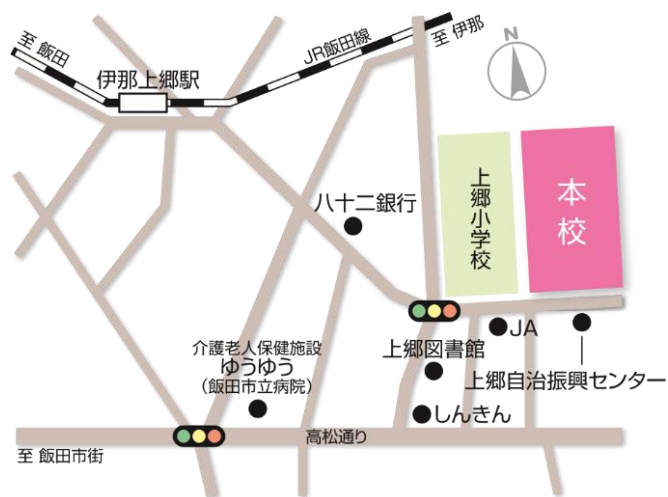 至 飯田
伊那上郷駅
JR飯田線
至 伊那
N
八十二銀行
上郷小学校
本校
JA
上郷自治振興センター
上郷図書館
しんきん
介護老人保健施設
ゆうゆう
(飯田市立病院)
高松通り
至 飯田市街